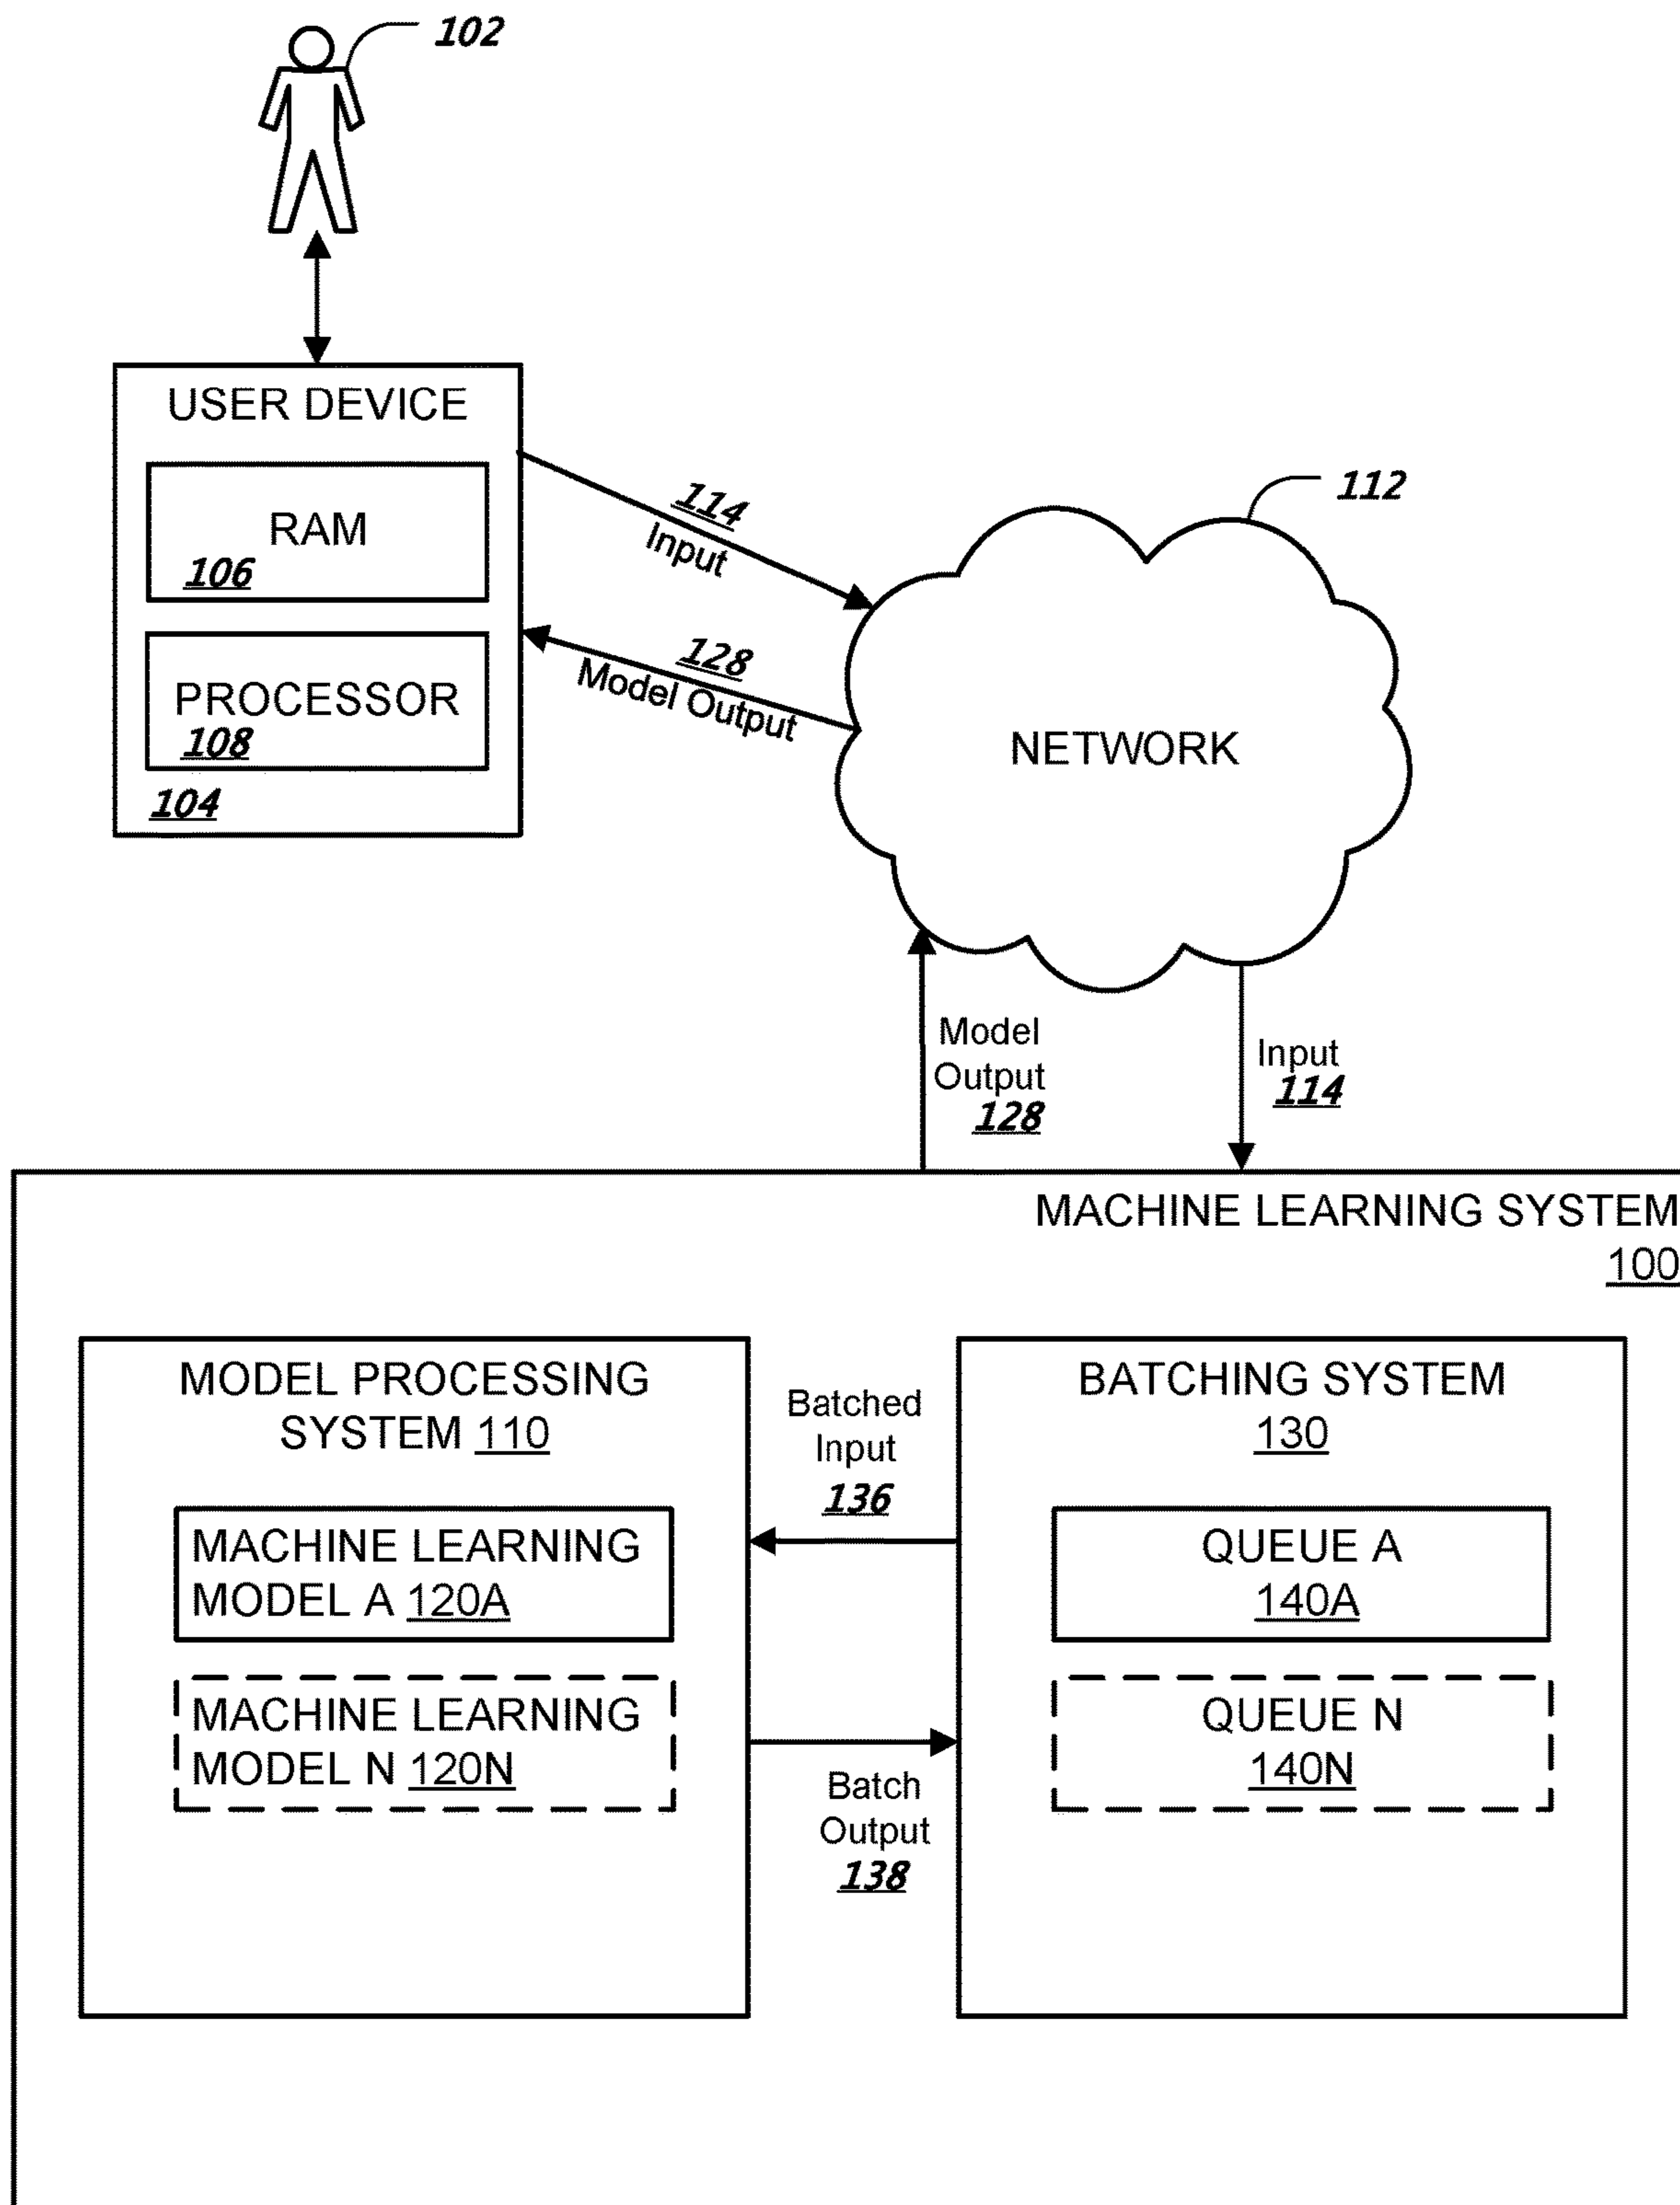 102
USER DEVICE
RAM
106
PROCESSOR
108
104
114
Input
128
Model Output
112
NETWORK
Model
Output
128
Input
114
MACHINE LEARNING SYSTEM
100
MODEL PROCESSING
SYSTEM 110
MACHINE LEARNING
MODEL A 120A
MACHINE LEARNING
MODEL N 120N
Batched
Input
136
Batch
Output
138
BATCHING SYSTEM
130
QUEUE A
140A
QUEUE N
140N